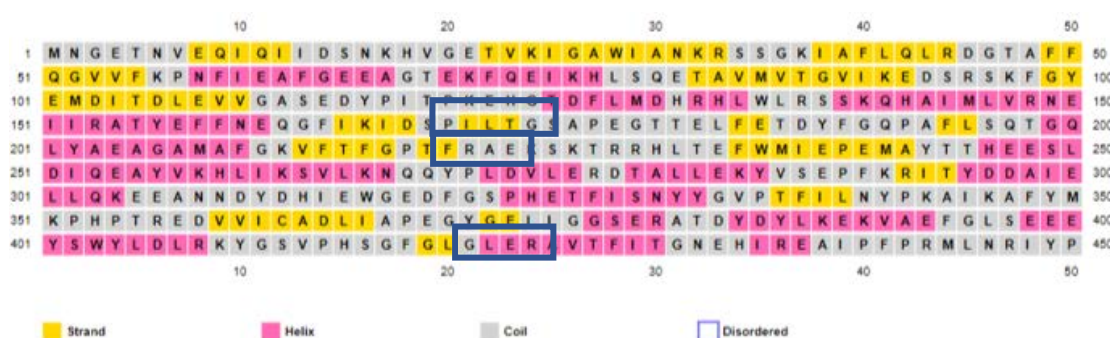 10 20 30 40 50
1 M N G E T N V E Q I Q I I D S N K H V G E T V K I G A W I A N K R S S G K I A F L Q L R D G T A F F 50
51 Q G V V F K P N F I E A F G E E A G T E K F Q E I K H L S Q E T A V M V T G V I K E D S R S K F G Y 100
101 E M D I T D L E V V G A S E D Y P I T P K E H G T D F L M D H R H L W L R S S K Q H A I M L V R N E 150
151 I I R A T Y E F F N E Q G F I K I D S P I L T G S A P E G T T E L F E T D Y F G Q P A F L S Q T G Q 200
201 L Y A E A G A M A F G K V F T F G P T F R A E K S K T R R H L T E F W M I E P E M A Y T T H E E S L 250
251 D I Q E A Y V K H L I K S V L K N Q Q Y P L D V L E R D T A L L E K Y V S E P F K R I T Y D D A I E 300
301 L L Q K E E A N N D Y D H I E W G E D F G S P H E T F I S N Y Y G V P T F I L N Y P K A I K A F Y M 350
351 K P H P T R E D V V I C A D L I A P E G Y G E L I G G S E R A T D Y D Y L K E K V A E F G L S E E E 400
401 Y S W Y L D L R K Y G S V P H S G F G L G L E R A V T F I T G N E H I R E A I P F P R M L N R I Y P 450
10 20 30 40 50
Strand Helix Coil Disordered